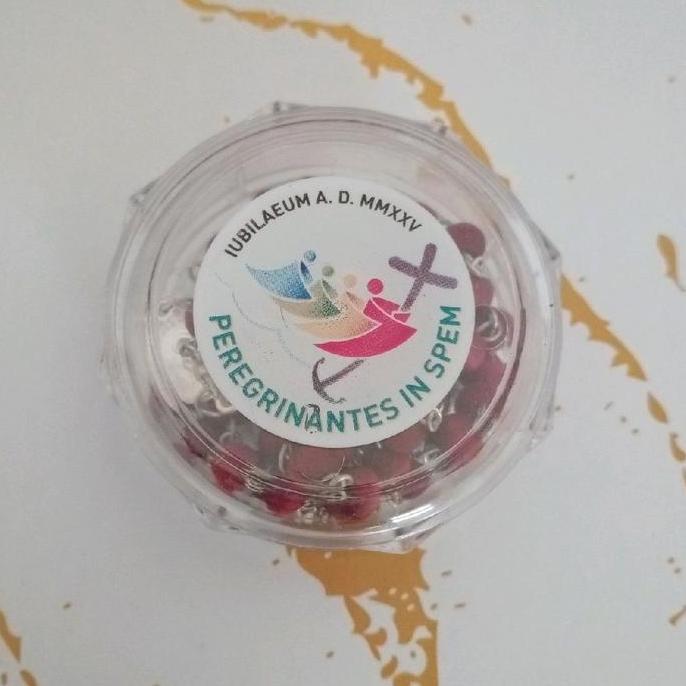 IUBILAEUM A. D. MMXXV
PEREGRINANTES IN SPEM